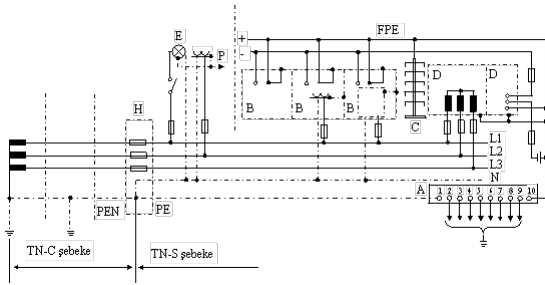 E
P
+
-
FPE
H
B
B
B
C
D
D
L1
L2
L3
N
A
1 2 3 4 5 6 7 8 9 10
PEN
PE
TN-C şebeke
TN-S şebeke